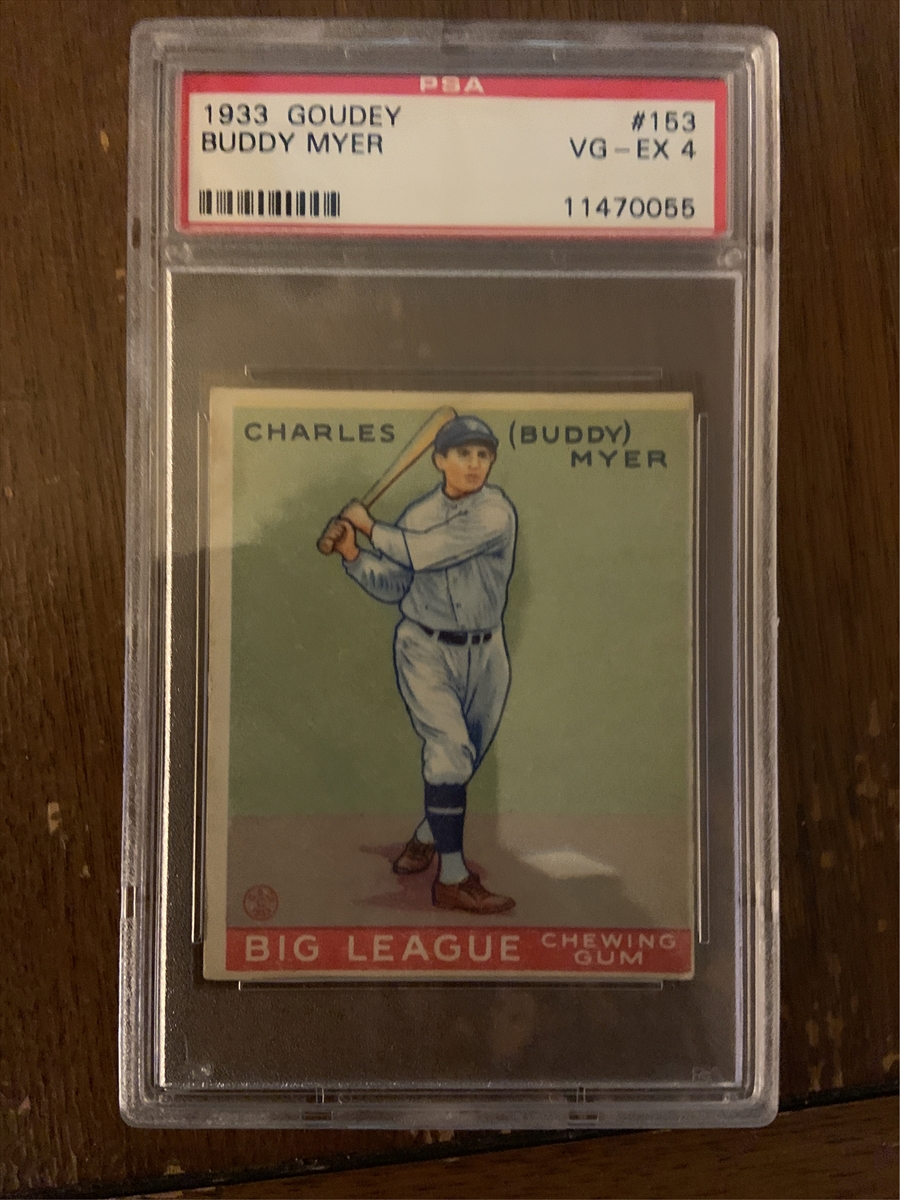 PSA
1933 GOUDEY #153
BUDDY MYER VG-EX 4
11470055
CHARLES (BUDDY)
MYER
BIG LEAGUE CHEWING
GUM